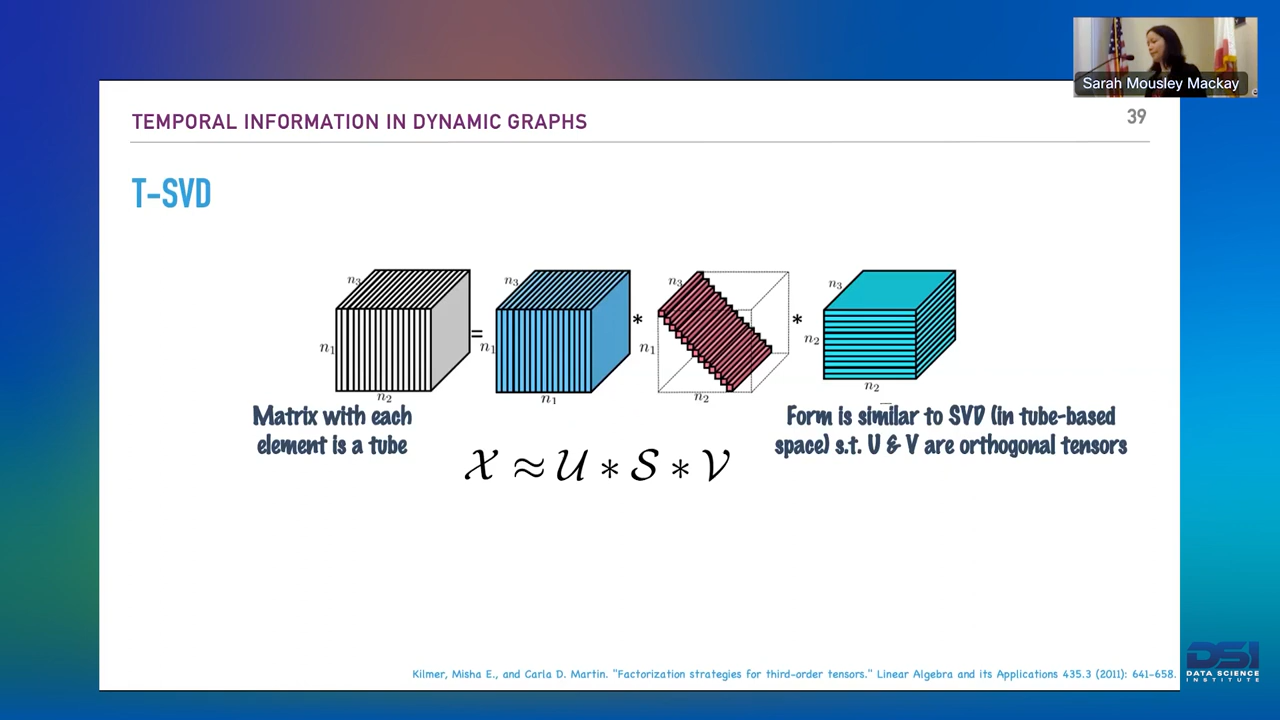 Sarah Mousley Mackay
TEMPORAL INFORMATION IN DYNAMIC GRAPHS
39
T-SVD
n₃
n₁
n₂
=
n₃
n₁
n₁
*
n₃
n₁
n₂
*
n₃
n₂
n₂
Matrix with each
element is a tube
Form is similar to SVD (in tube-based
space) s.t. U & V are orthogonal tensors
𝒳 ≈ 𝒰 * 𝒮 * 𝒱
Kilmer, Misha E., and Carla D. Martin. "Factorization strategies for third-order tensors." Linear Algebra and its Applications 435.3 (2011): 641-658.
DSI
DATA SCIENCE
INSTITUTE